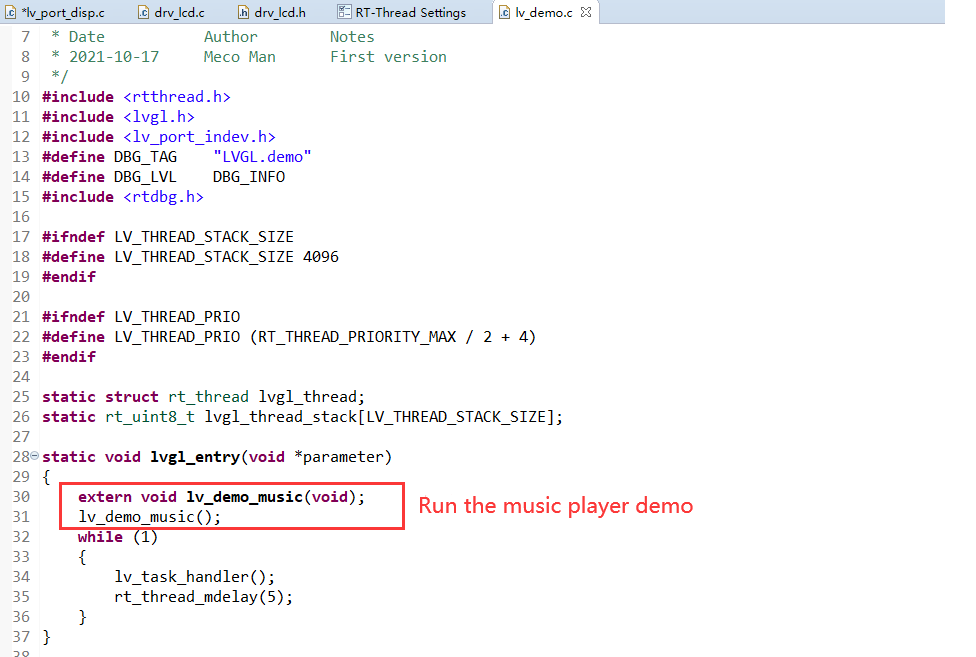 *lv_port_disp.c drv_lcd.c drv_lcd.h RT-Thread Settings lv_demo.c
7 * Date Author Notes
8 * 2021-10-17 Meco Man First version
9 */
10 #include <rtthread.h>
11 #include <lvgl.h>
12 #include <lv_port_indev.h>
13 #define DBG_TAG "LVGL.demo"
14 #define DBG_LVL DBG_INFO
15 #include <rtdbg.h>
16
17 #ifndef LV_THREAD_STACK_SIZE
18 #define LV_THREAD_STACK_SIZE 4096
19 #endif
20
21 #ifndef LV_THREAD_PRIO
22 #define LV_THREAD_PRIO (RT_THREAD_PRIORITY_MAX / 2 + 4)
23 #endif
24
25 static struct rt_thread lvgl_thread;
26 static rt_uint8_t lvgl_thread_stack[LV_THREAD_STACK_SIZE];
27
28 static void lvgl_entry(void *parameter)
29 {
30 extern void lv_demo_music(void);
31 lv_demo_music();
Run the music player demo
32 while (1)
33 {
34 lv_task_handler();
35 rt_thread_mdelay(5);
36 }
37 }
38